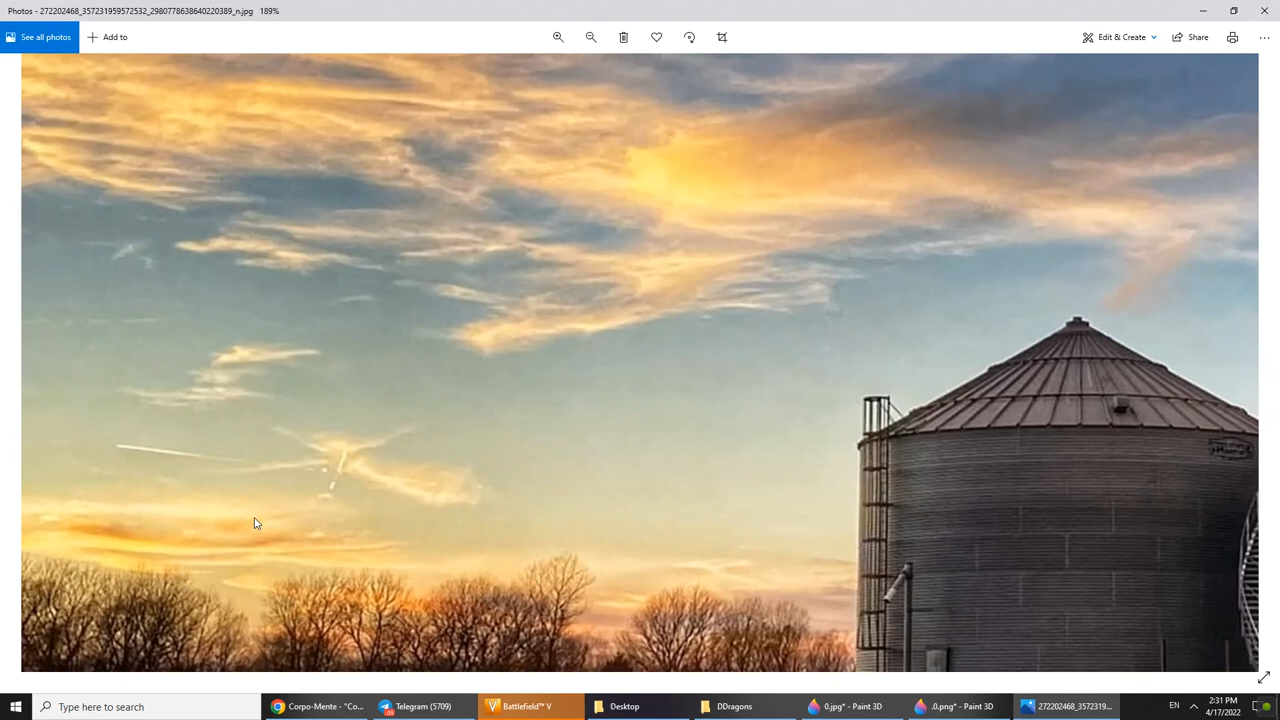 Photos - 272202468_357231959572532_2980778638640220389_n.jpg 189%
See all photos
Add to
Edit & Create
Share
Type here to search
Corpo-Mente - "Co...
Telegram (5709)
Battlefield™ V
Desktop
DDragons
0.jpg* - Paint 3D
.0.png* - Paint 3D
272202468_3572319...
EN
2:31 PM
4/17/2022